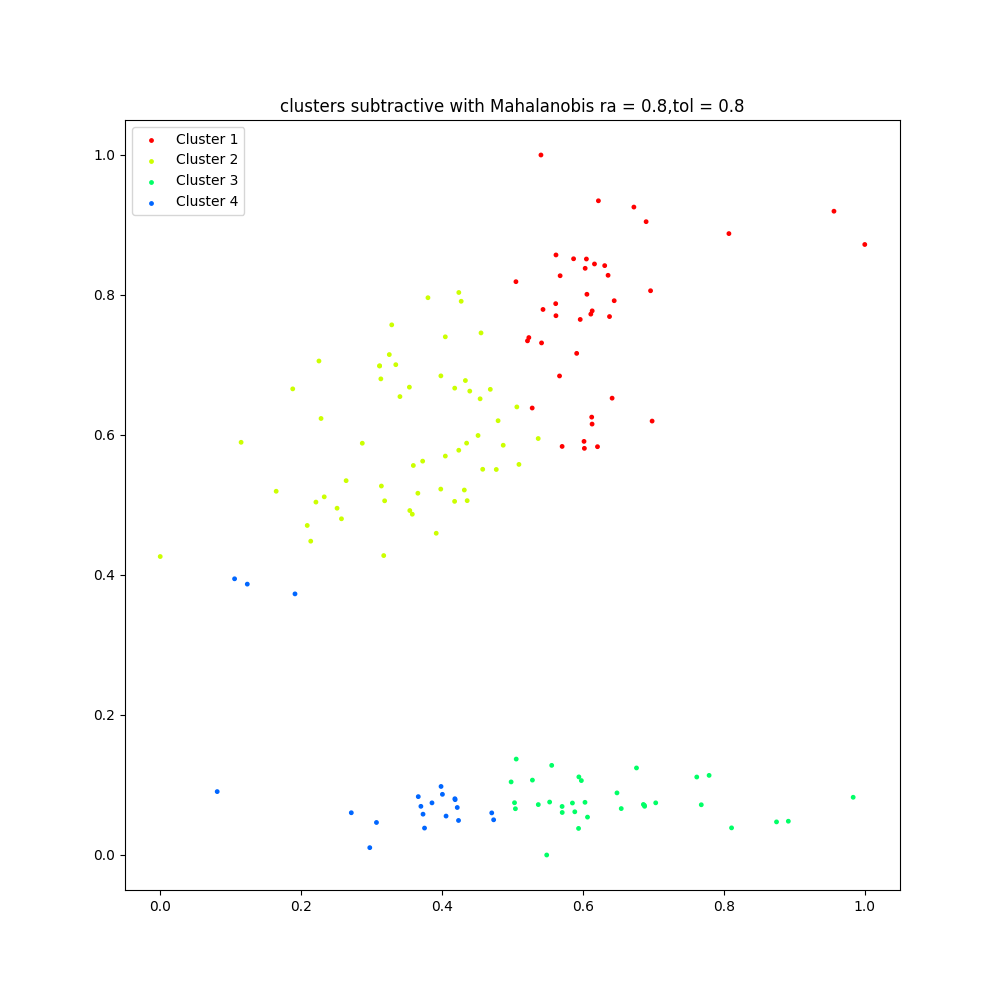 clusters subtractive with Mahalanobis ra = 0.8,tol = 0.8
Cluster 1
Cluster 2
Cluster 3
Cluster 4
1.0
0.8
0.6
0.4
0.2
0.0
0.0 0.2 0.4 0.6 0.8 1.0